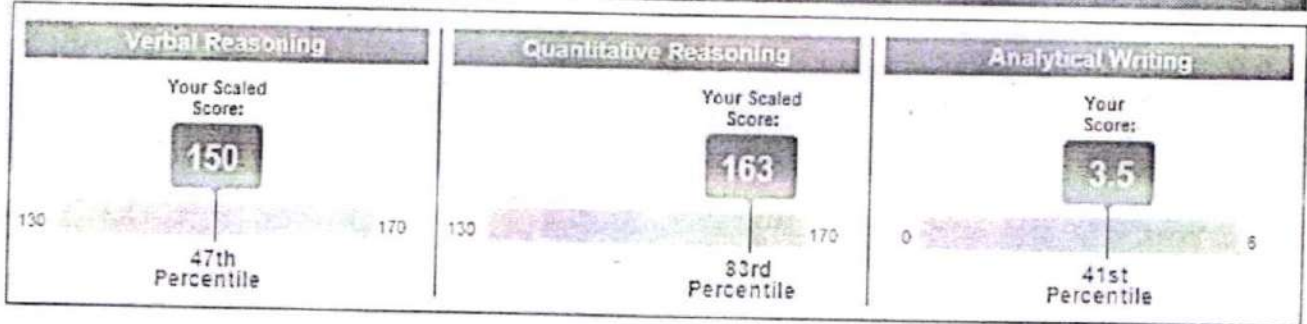 Verbal Reasoning
Your Scaled
Score:
150
130
170
47th
Percentile
Quantitative Reasoning
Your Scaled
Score:
163
130
170
83rd
Percentile
Analytical Writing
Your
Score:
3.5
0
6
41st
Percentile